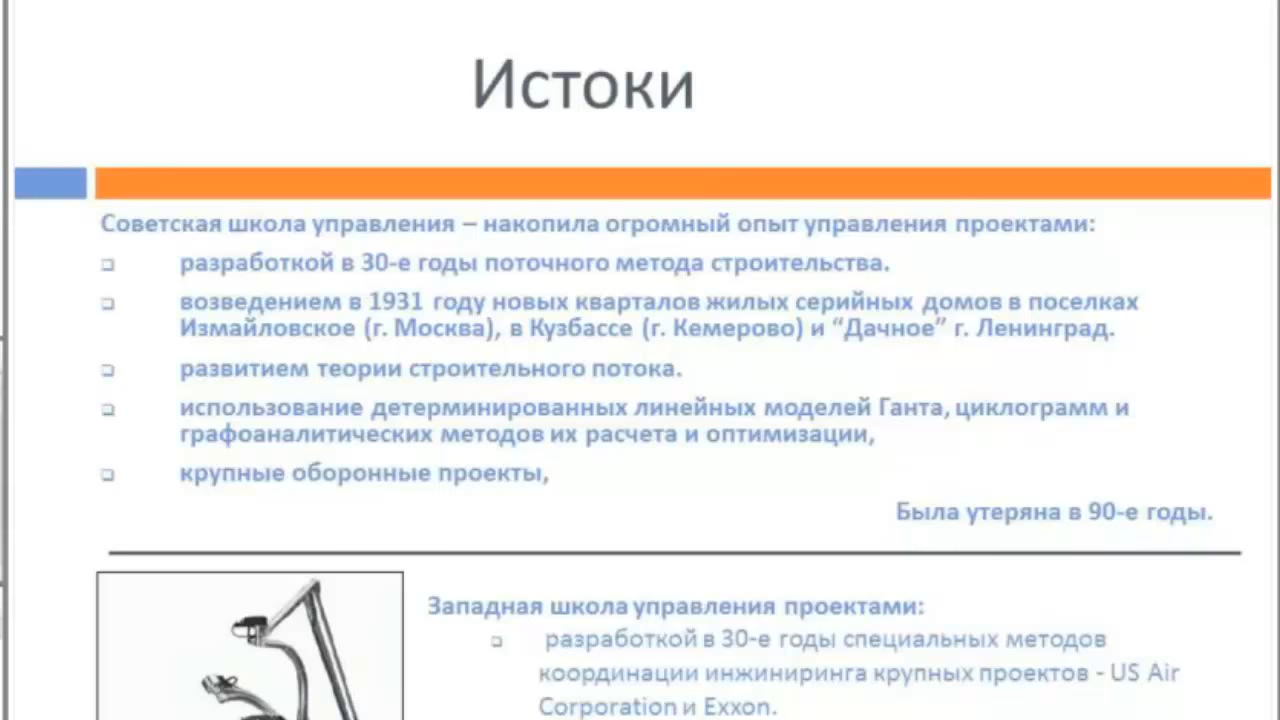 Истоки
Советская школа управления – накопила огромный опыт управления проектами:
разработкой в 30-е годы поточного метода строительства.
возведением в 1931 году новых кварталов жилых серийных домов в поселках
Измайловское (г. Москва), в Кузбассе (г. Кемерово) и “Дачное” г. Ленинград.
развитием теории строительного потока.
использование детерминированных линейных моделей Ганта, циклограмм и
графоаналитических методов их расчета и оптимизации,
крупные оборонные проекты,
Была утеряна в 90-е годы.
Западная школа управления проектами:
разработкой в 30-е годы специальных методов
координации инжиниринга крупных проектов - US Air
Corporation и Exxon.